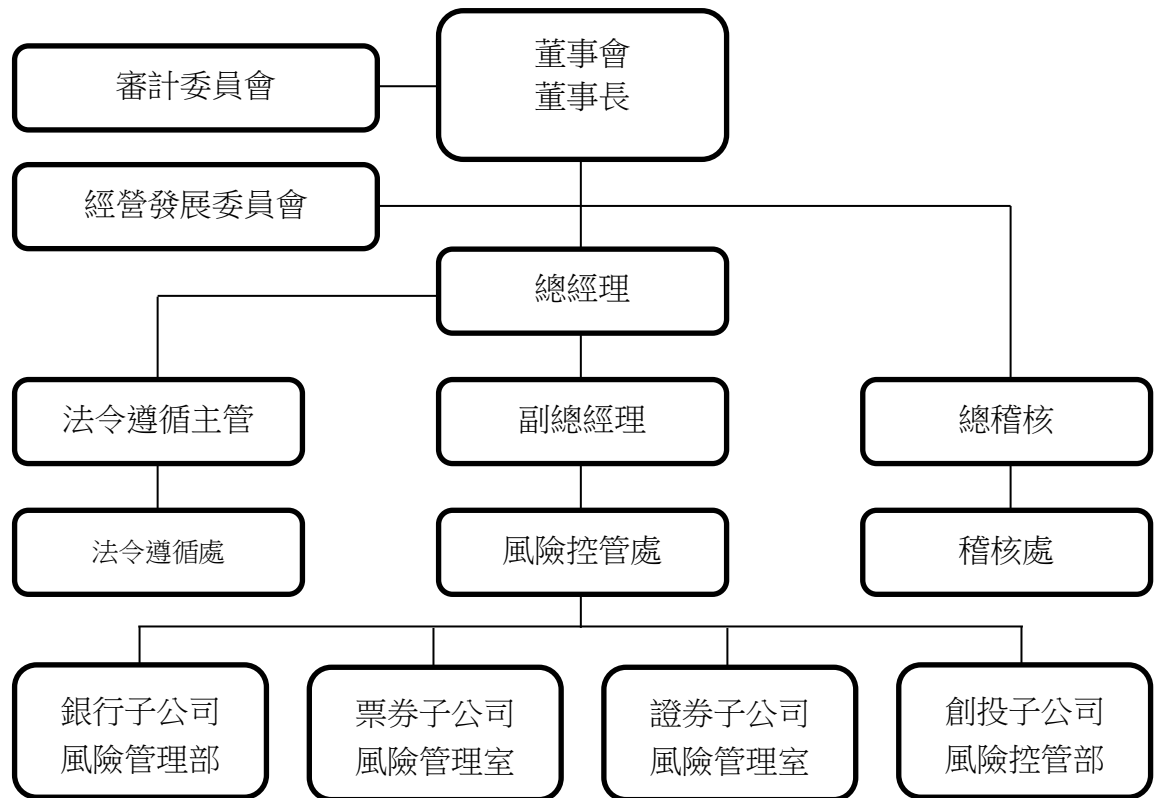 董事會
董事長
審計委員會
經營發展委員會
總經理
法令遵循主管
副總經理
總稽核
法令遵循處
風險控管處
稽核處
銀行子公司
風險管理部
票券子公司
風險管理室
證券子公司
風險管理室
創投子公司
風險控管部